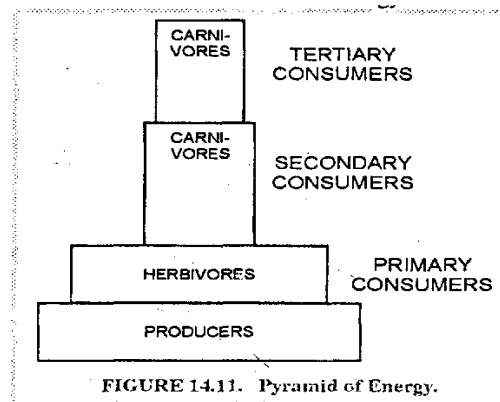 CARNI-
VORES
TERTIARY
CONSUMERS
CARNI-
VORES
SECONDARY
CONSUMERS
HERBIVORES
PRIMARY
CONSUMERS
PRODUCERS
FIGURE 14.11. Pyramid of Energy.